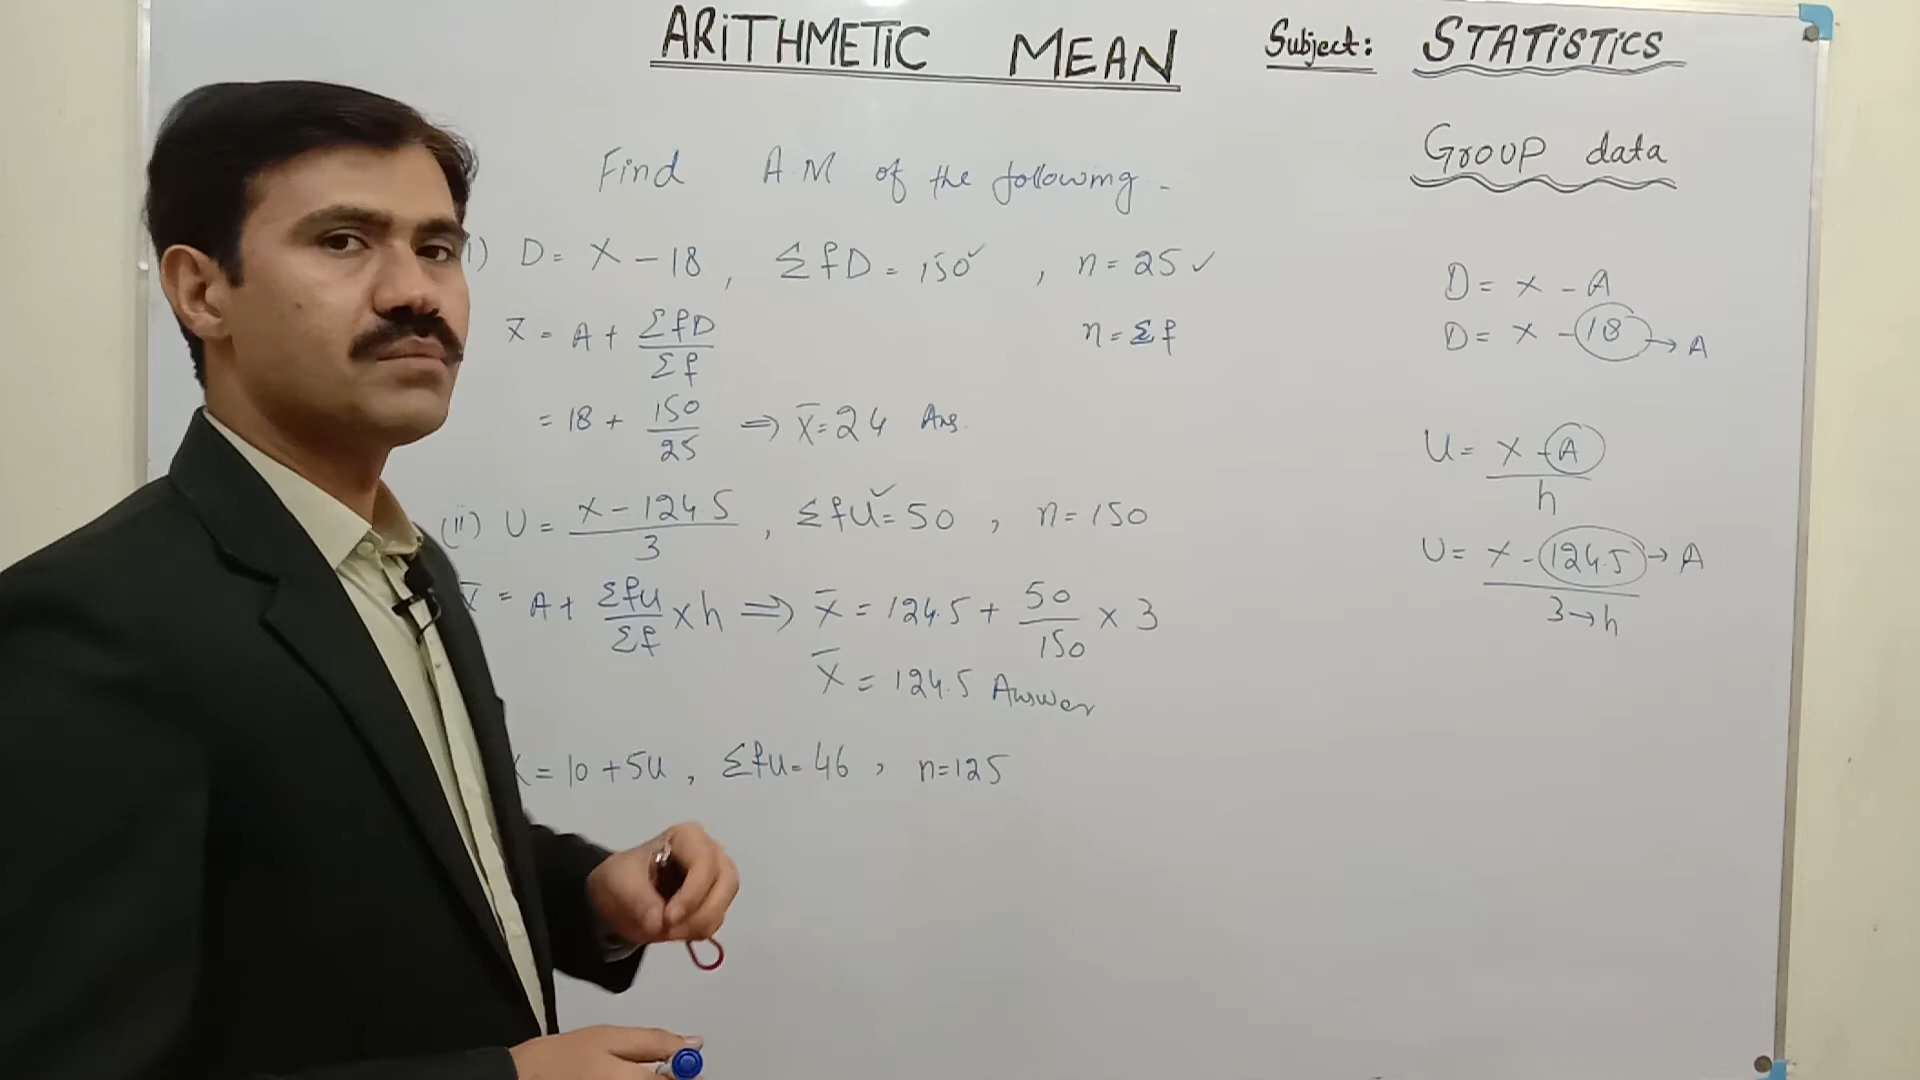 ARiTHMETiC MEAN
Subject: STATiSTiCS
Group data
Find A M of the following -
i) D = X - 18 , ΣfD = 150 ✓ , n = 25 ✓
x̄ = A + ΣfD / Σf
n = Σf
= 18 + 150 / 25 ⇒ x̄ = 24 Ans.
(ii) U = x - 124.5 / 3 , ΣfU = 50 ✓ , n = 150
x̄ = A + Σfu / Σf × h ⇒ x̄ = 124.5 + 50 / 150 × 3
x̄ = 124.5 Answer
X = 10 + 5u , Σfu = 46 , n = 125
D = x - A
D = x - 18 → A
U = x - A / h
U = x - 124.5 → A / 3 → h